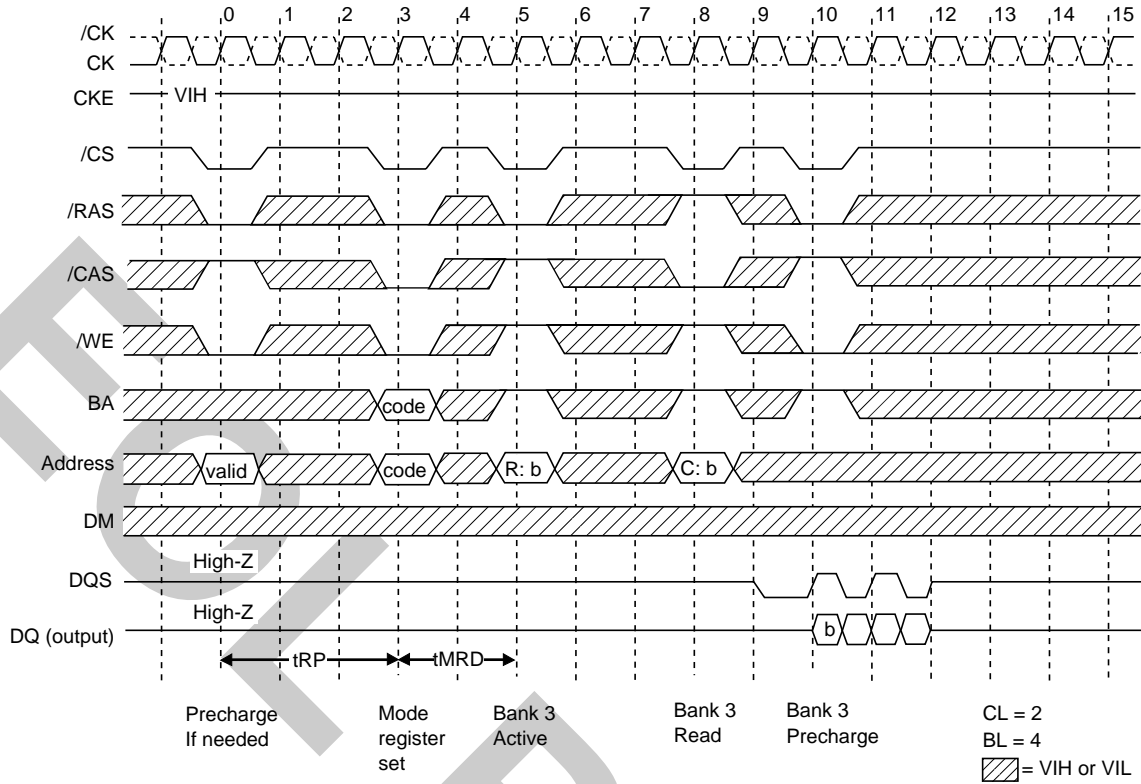 0 1 2 3 4 5 6 7 8 9 10 11 12 13 14 15
/CK
CK
CKE VIH
/CS
/RAS
/CAS
/WE
BA code
Address valid code R: b C: b
DM
High-Z
DQS
High-Z
DQ (output) b
tRP tMRD
Precharge If needed
Mode register set
Bank 3 Active
Bank 3 Read
Bank 3 Precharge
CL = 2
BL = 4
= VIH or VIL